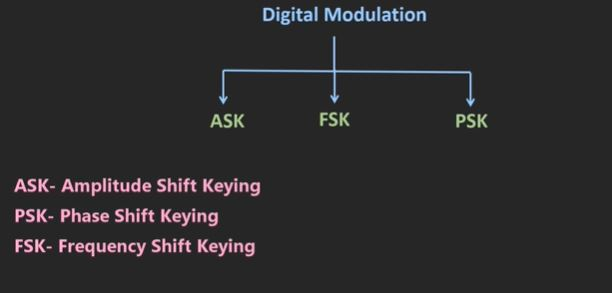 Digital Modulation
ASK FSK PSK
ASK- Amplitude Shift Keying
PSK- Phase Shift Keying
FSK- Frequency Shift Keying